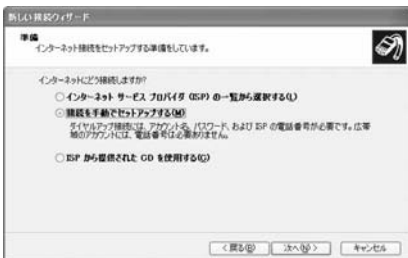 新しい接続ウィザード
準備
インターネット接続をセットアップする準備をしています。
インターネットにどう接続しますか?
インターネット サービス プロバイダ (ISP) の一覧から選択する(L)
接続を手動でセットアップする(M)
ダイヤルアップ接続には、アカウント名、パスワード、および ISP の電話番号が必要です。広帯
域のアカウントには、電話番号は必要ありません。
ISP から提供された CD を使用する(C)
< 戻る(B)
次へ(N) >
キャンセル